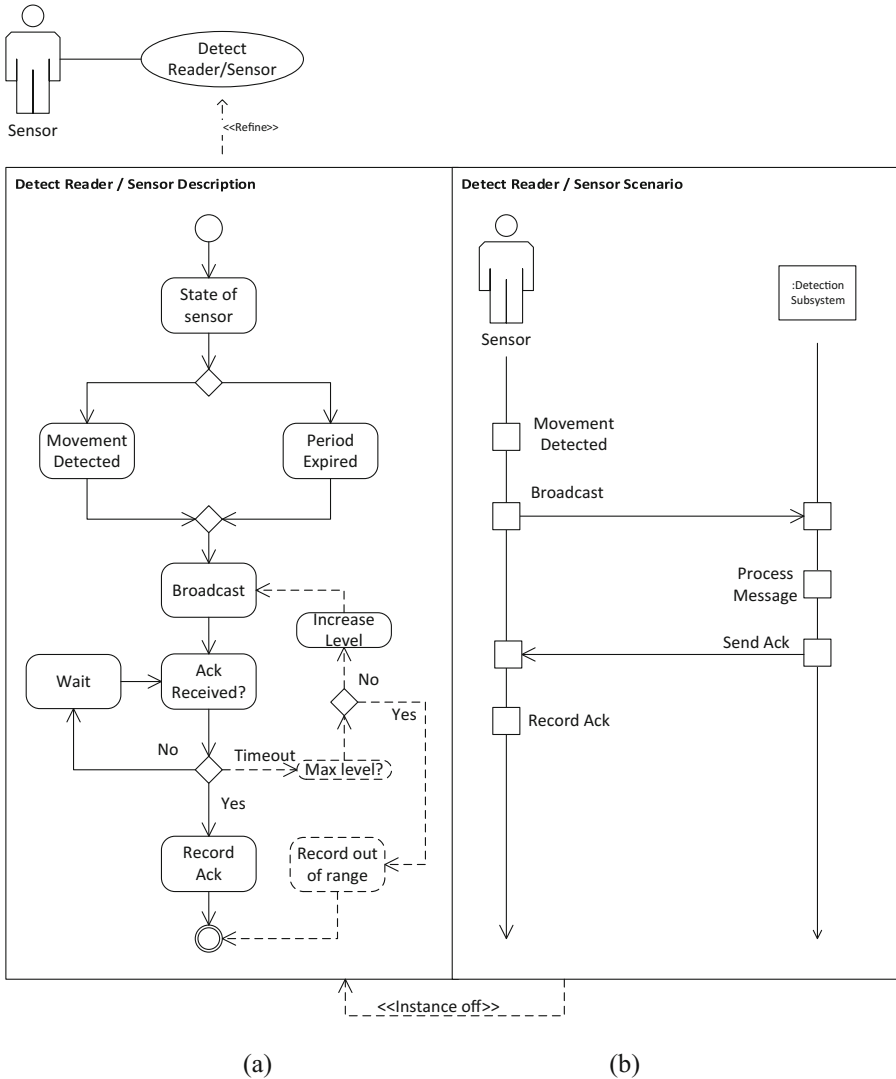 Detect
Reader/Sensor
Sensor
<<Refine>>
Detect Reader / Sensor Description
State of
sensor
Movement
Detected
Period
Expired
Broadcast
Increase
Level
Ack
Received?
Wait
No
Yes
No
Timeout
Max level?
Yes
Record
Ack
Record out
of range
Detect Reader / Sensor Scenario
Sensor
:Detection
Subsystem
Movement
Detected
Broadcast
Process
Message
Send Ack
Record Ack
<<Instance off>>
(a)
(b)